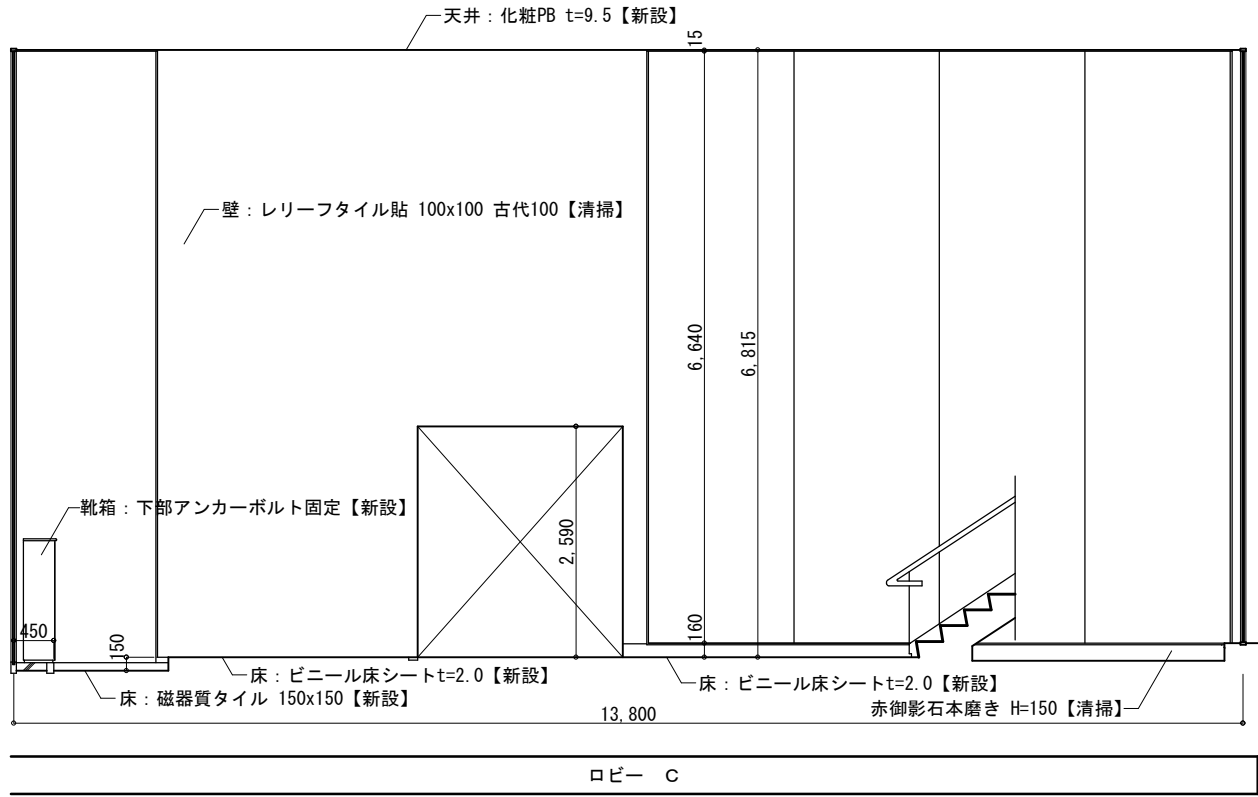 天井：化粧PB t=9.5【新設】
15
壁：レリーフタイル貼 100x100 古代100【清掃】
6,640
6,815
靴箱：下部アンカーボルト固定【新設】
2,590
450
150
160
床：ビニール床シートt=2.0【新設】
床：ビニール床シートt=2.0【新設】
床：磁器質タイル 150x150【新設】
赤御影石本磨き H=150【清掃】
13,800
ロビー C